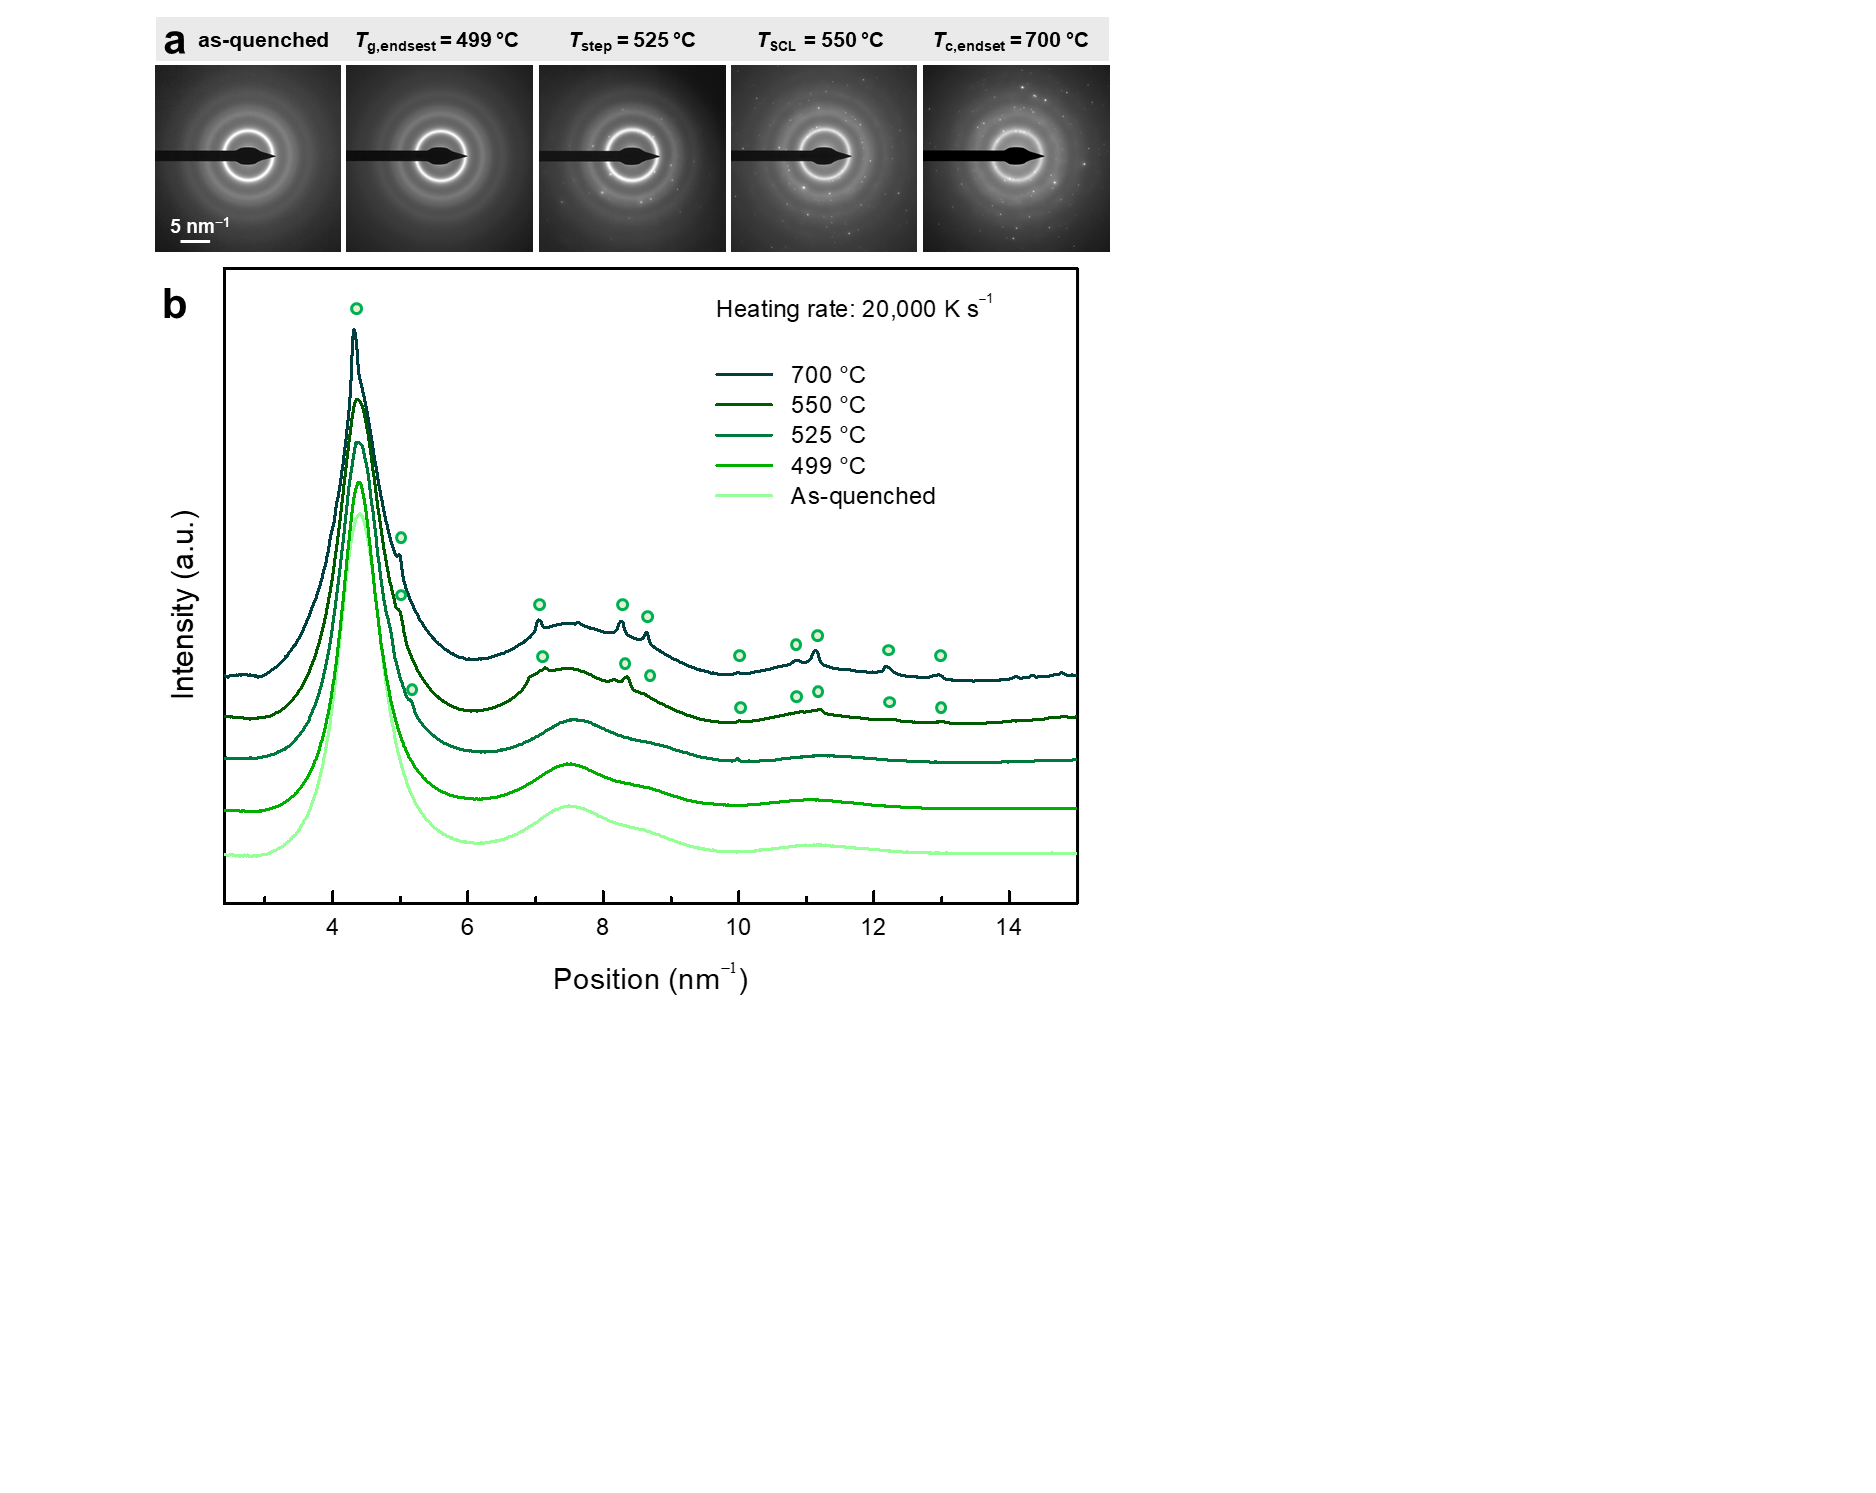 a as-quenched Tg,endsest = 499 °C Tstep = 525 °C TSCL = 550 °C Tc,endset = 700 °C
5 nm⁻¹
b
Heating rate: 20,000 K s⁻¹
700 °C
550 °C
525 °C
499 °C
As-quenched
Intensity (a.u.)
4 6 8 10 12 14
Position (nm⁻¹)